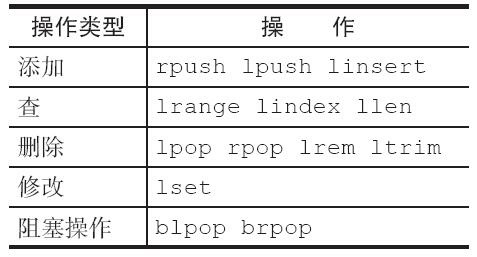 操作类型 操 作
添加 rpush lpush linsert
查 lrange lindex llen
删除 lpop rpop lrem ltrim
修改 lset
阻塞操作 blpop brpop